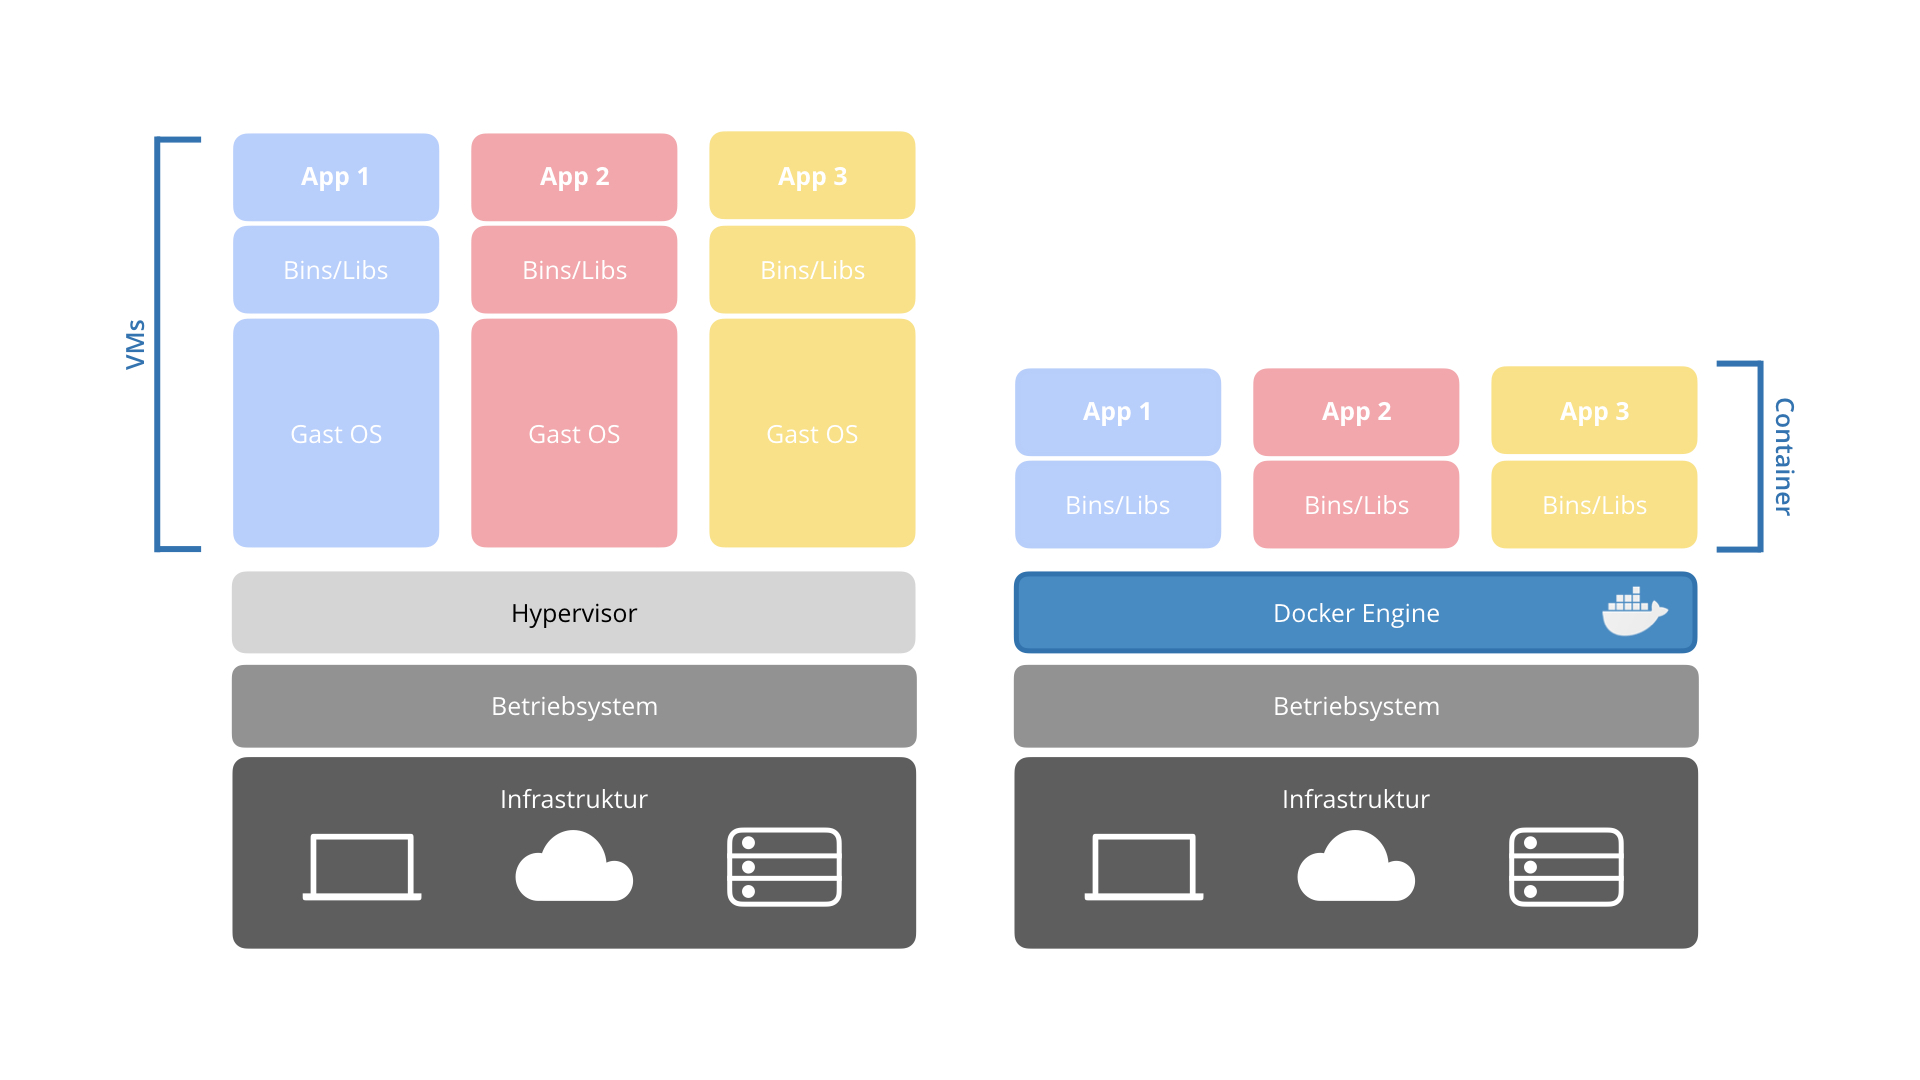 VMs
App 1
App 2
App 3
Bins/Libs
Bins/Libs
Bins/Libs
Gast OS
Gast OS
Gast OS
Hypervisor
Betriebsystem
Infrastruktur
App 1
App 2
App 3
Bins/Libs
Bins/Libs
Bins/Libs
Container
Docker Engine
Betriebsystem
Infrastruktur